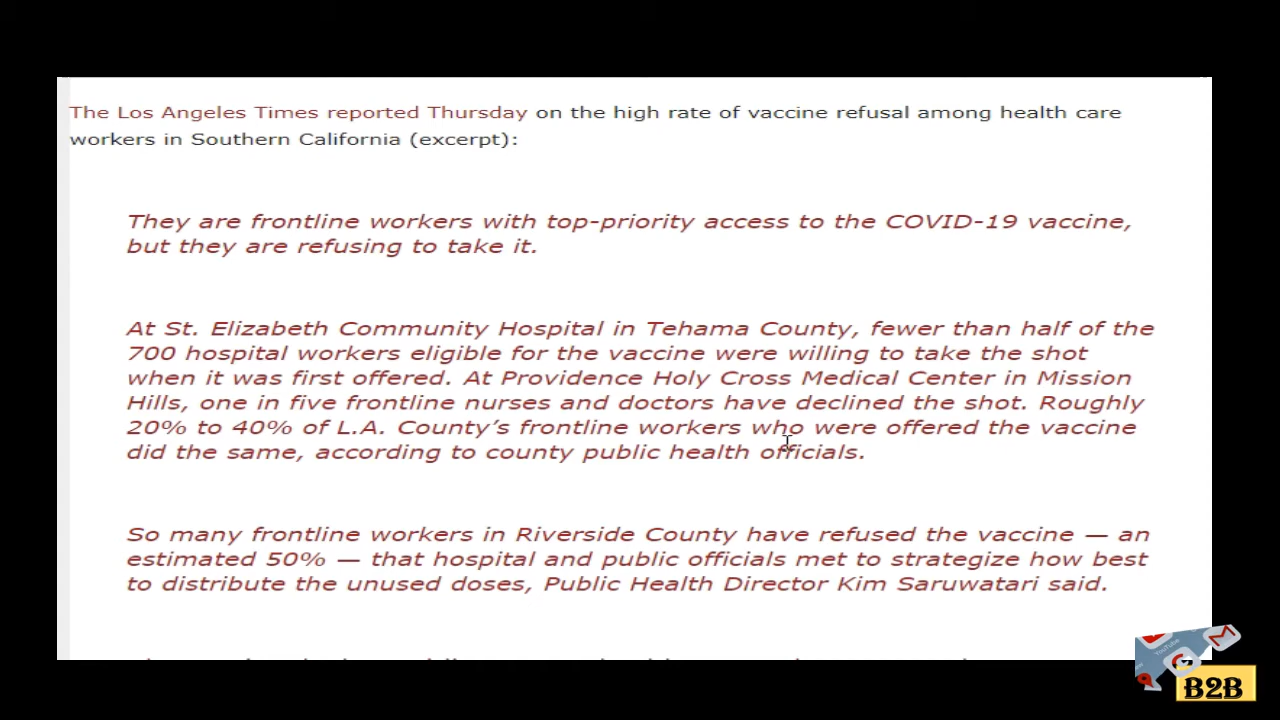 The Los Angeles Times reported Thursday on the high rate of vaccine refusal among health care
workers in Southern California (excerpt):
They are frontline workers with top-priority access to the COVID-19 vaccine,
but they are refusing to take it.
At St. Elizabeth Community Hospital in Tehama County, fewer than half of the
700 hospital workers eligible for the vaccine were willing to take the shot
when it was first offered. At Providence Holy Cross Medical Center in Mission
Hills, one in five frontline nurses and doctors have declined the shot. Roughly
20% to 40% of L.A. County’s frontline workers who were offered the vaccine
did the same, according to county public health officials.
So many frontline workers in Riverside County have refused the vaccine — an
estimated 50% — that hospital and public officials met to strategize how best
to distribute the unused doses, Public Health Director Kim Saruwatari said.
YouTube
B2B